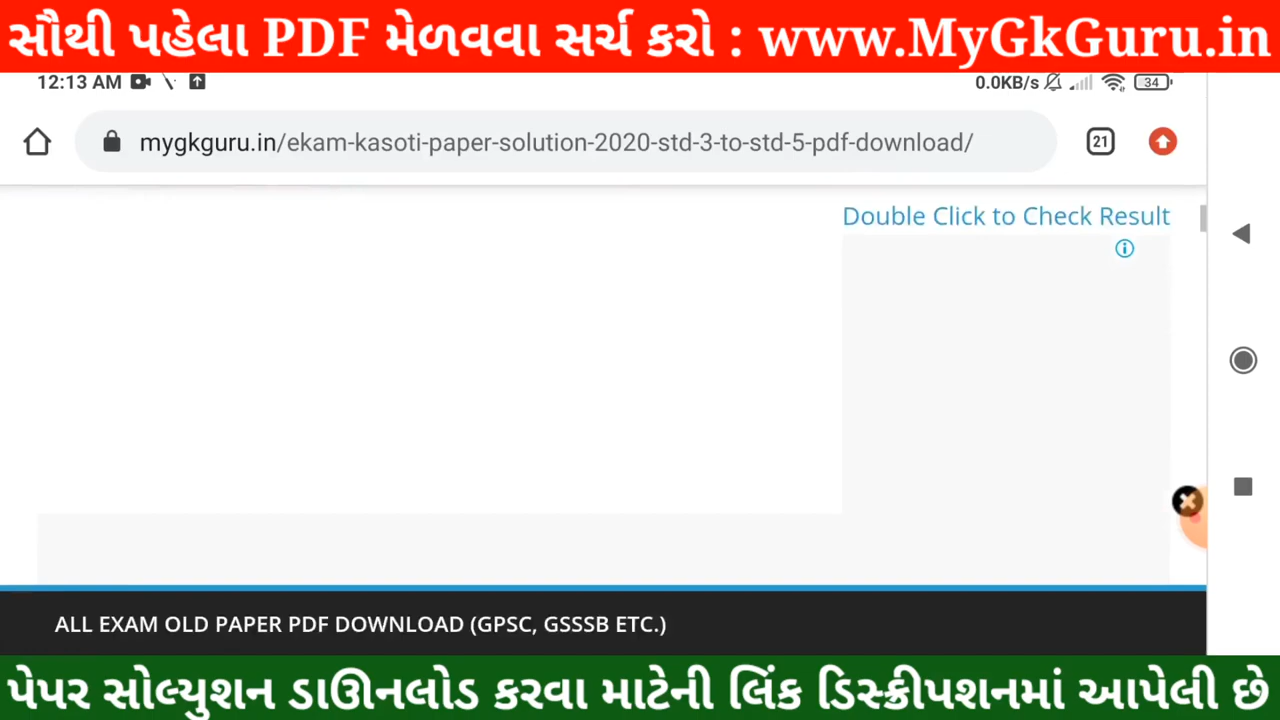 સૌથી પહેલા PDF મેળવવા સર્ચ કરો : www.MyGkGuru.in
12:13 AM 0.0KB/s 34
mygkguru.in/ekam-kasoti-paper-solution-2020-std-3-to-std-5-pdf-download/ 21
Double Click to Check Result
ALL EXAM OLD PAPER PDF DOWNLOAD (GPSC, GSSSB ETC.)
પેપર સોલ્યુશન ડાઊનલોડ કરવા માટેની લિંક ડિસ્ક્રીપશનમાં આપેલી છે